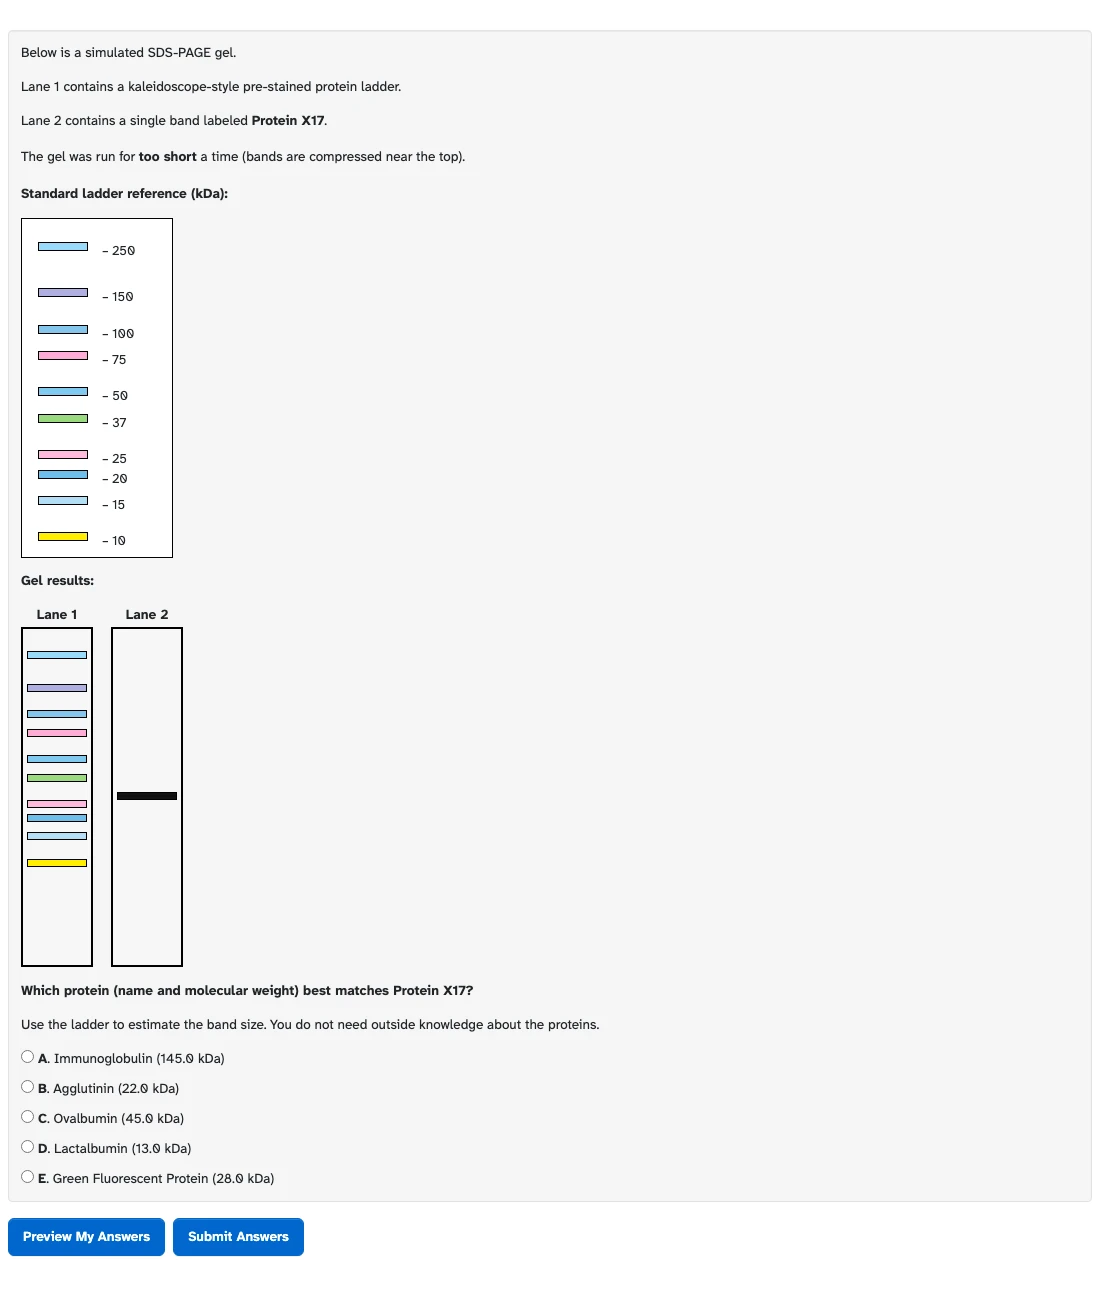 Below is a simulated SDS-PAGE gel.
Lane 1 contains a kaleidoscope-style pre-stained protein ladder.
Lane 2 contains a single band labeled Protein X17.
The gel was run for too short a time (bands are compressed near the top).
Standard ladder reference (kDa):
– 250
– 150
– 100
– 75
– 50
– 37
– 25
– 20
– 15
– 10
Gel results:
Lane 1 Lane 2
Which protein (name and molecular weight) best matches Protein X17?
Use the ladder to estimate the band size. You do not need outside knowledge about the proteins.
A. Immunoglobulin (145.0 kDa)
B. Agglutinin (22.0 kDa)
C. Ovalbumin (45.0 kDa)
D. Lactalbumin (13.0 kDa)
E. Green Fluorescent Protein (28.0 kDa)
Preview My Answers Submit Answers